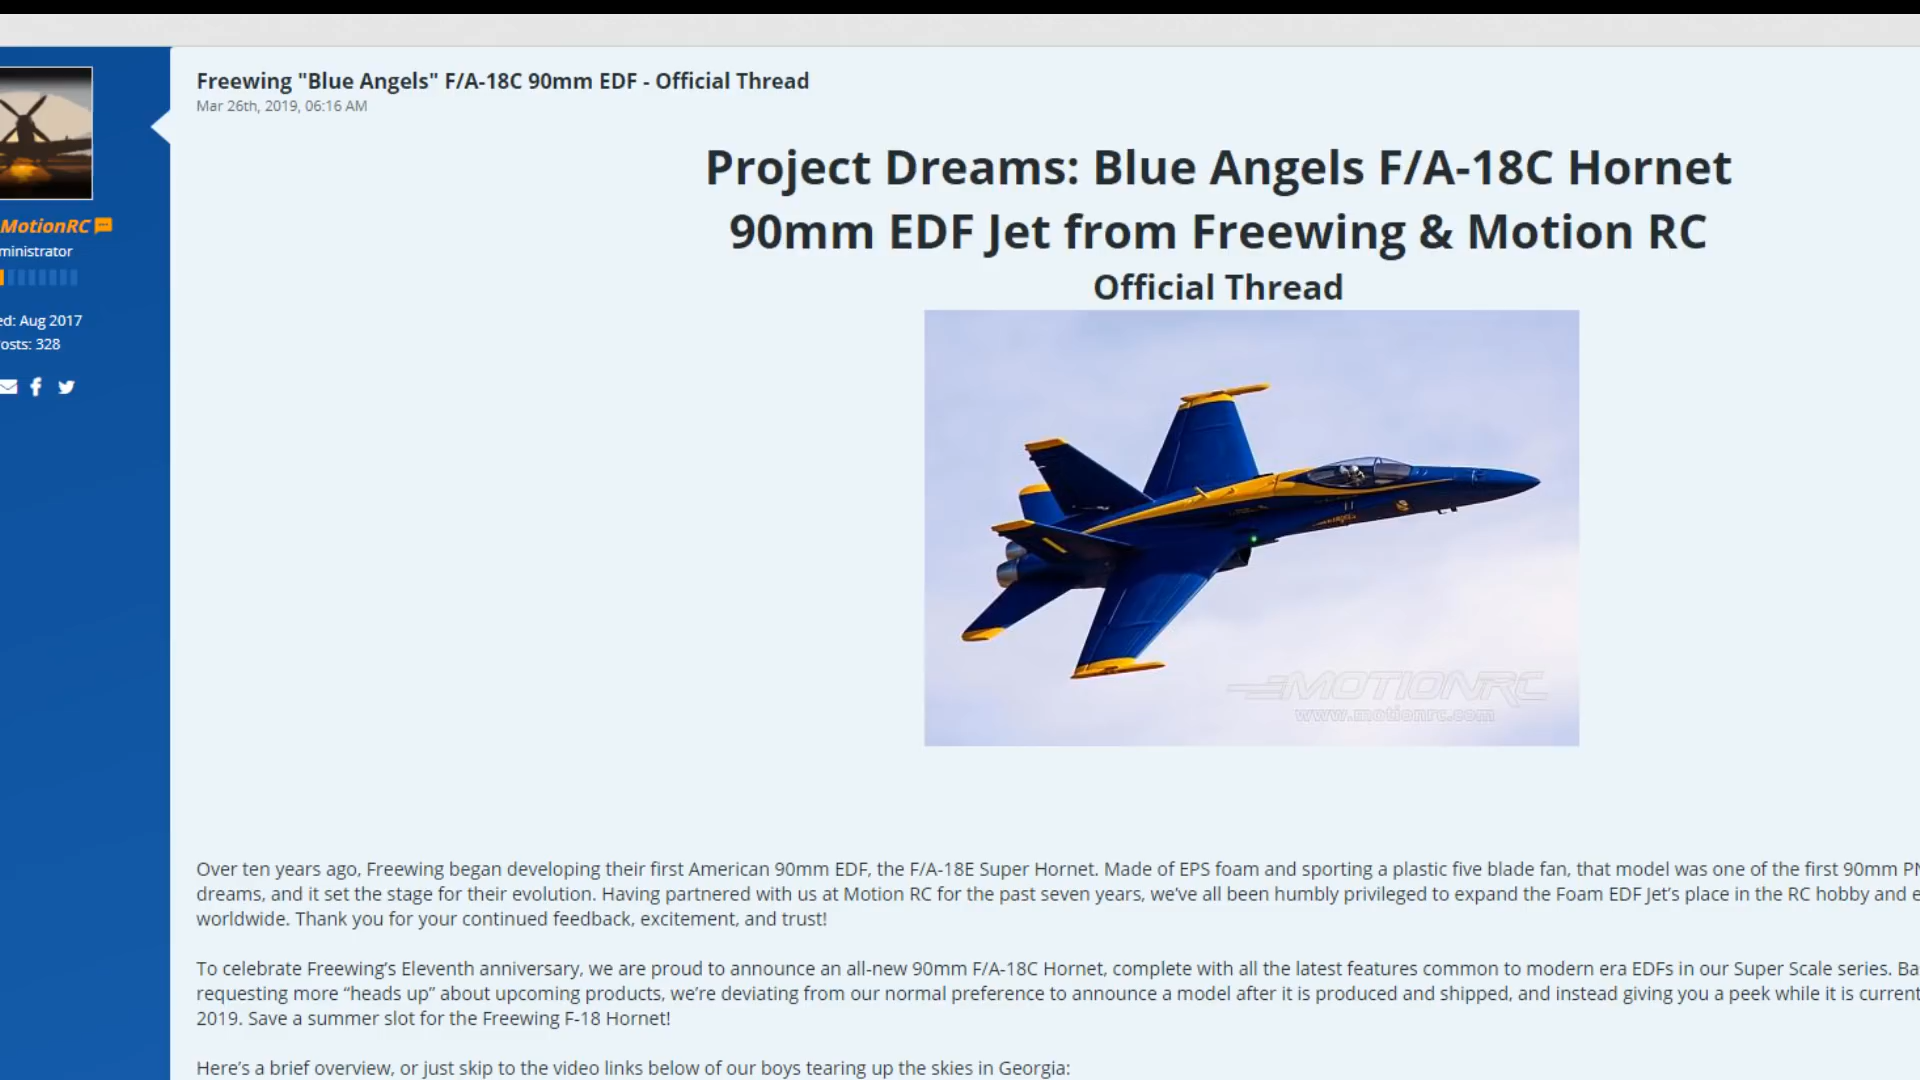 Freewing "Blue Angels" F/A-18C 90mm EDF - Official Thread
Mar 26th, 2019, 06:16 AM
MotionRC
ministrator
ed: Aug 2017
osts: 328
Project Dreams: Blue Angels F/A-18C Hornet
90mm EDF Jet from Freewing & Motion RC
Official Thread
MOTIONRC
www.motionrc.com
Over ten years ago, Freewing began developing their first American 90mm EDF, the F/A-18E Super Hornet. Made of EPS foam and sporting a plastic five blade fan, that model was one of the first 90mm PN
dreams, and it set the stage for their evolution. Having partnered with us at Motion RC for the past seven years, we've all been humbly privileged to expand the Foam EDF Jet's place in the RC hobby and e
worldwide. Thank you for your continued feedback, excitement, and trust!
To celebrate Freewing’s Eleventh anniversary, we are proud to announce an all-new 90mm F/A-18C Hornet, complete with all the latest features common to modern era EDFs in our Super Scale series. Ba
requesting more “heads up” about upcoming products, we’re deviating from our normal preference to announce a model after it is produced and shipped, and instead giving you a peek while it is current
2019. Save a summer slot for the Freewing F-18 Hornet!
Here’s a brief overview, or just skip to the video links below of our boys tearing up the skies in Georgia: